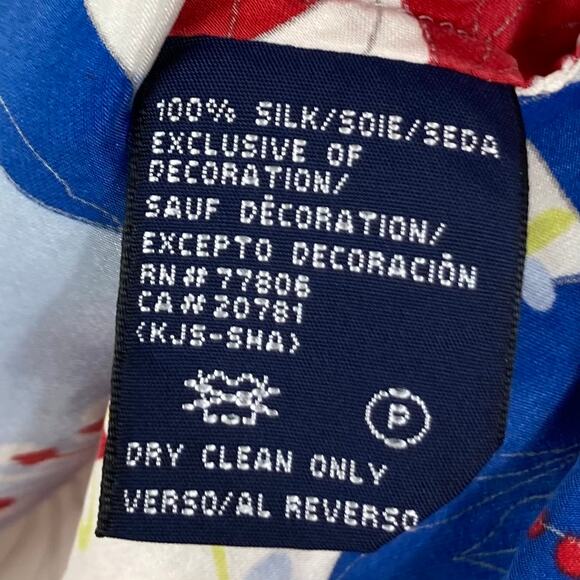 100% SILK/SOIE/SEDA
EXCLUSIVE OF
DECORATION/
SAUF DÉCORATION/
EXCEPTO DECORACIÓN
RN# 77806
CA# 20781
(KJS-SHA)
P
DRY CLEAN ONLY
VERSO/AL REVERSO